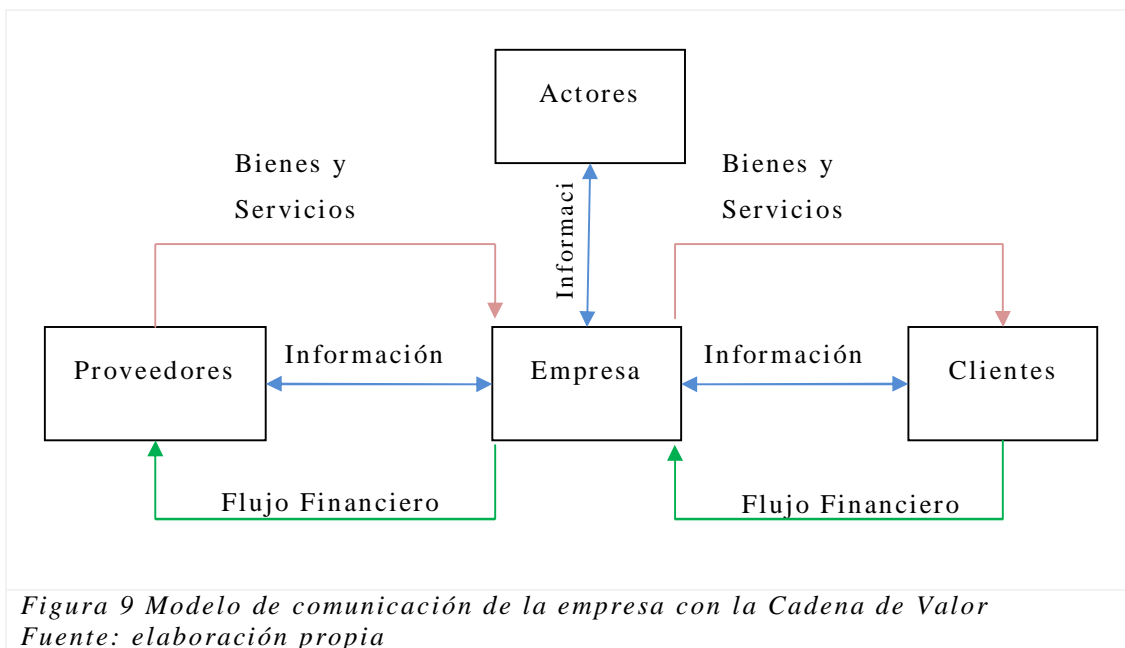 Actores
Bienes y
Servicios
Bienes y
Servicios
Informaci
Proveedores
Información
Empresa
Información
Clientes
Flujo Financiero
Flujo Financiero
Figura 9 Modelo de comunicación de la empresa con la Cadena de Valor
Fuente: elaboración propia